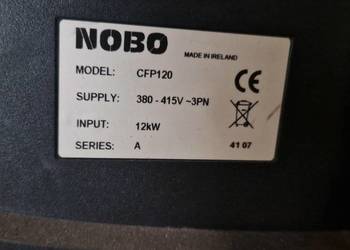 NOBO
MADE IN IRELAND
MODEL: CFP120
SUPPLY: 380 - 415V ~3PN
INPUT: 12kW
SERIES: A
41 07
CE